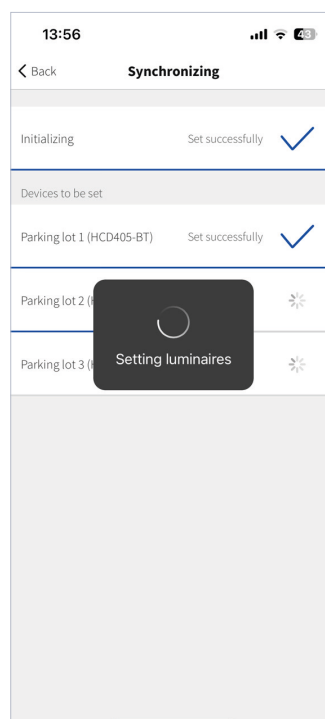 13:56
43
Back
Synchronizing
Initializing Set successfully
Devices to be set
Parking lot 1 (HCD405-BT) Set successfully
Parking lot 2 (
Setting luminaires
Parking lot 3 (